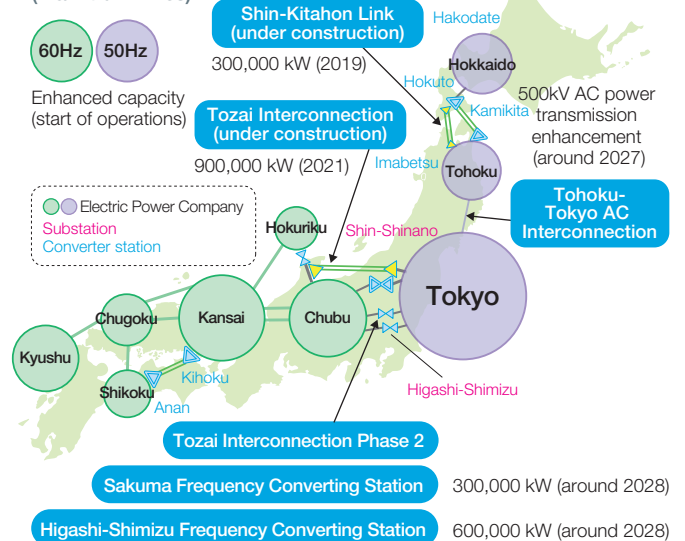 Shin-Kitahon Link
(under construction)
300,000 kW (2019)
Hakodate
60Hz
50Hz
Hokkaido
Enhanced capacity
(start of operations)
Hokuto
Kamikita
500kV AC power
transmission
enhancement
(around 2027)
Tozai Interconnection
(under construction)
900,000 kW (2021)
Imabetsu
Tohoku
Tohoku-
Tokyo AC
Interconnection
Electric Power Company
Substation
Converter station
Hokuriku
Shin-Shinano
Tokyo
Chugoku
Kansai
Chubu
Kyushu
Shikoku
Kihoku
Anan
Higashi-Shimizu
Tozai Interconnection Phase 2
Sakuma Frequency Converting Station
300,000 kW (around 2028)
Higashi-Shimizu Frequency Converting Station
600,000 kW (around 2028)